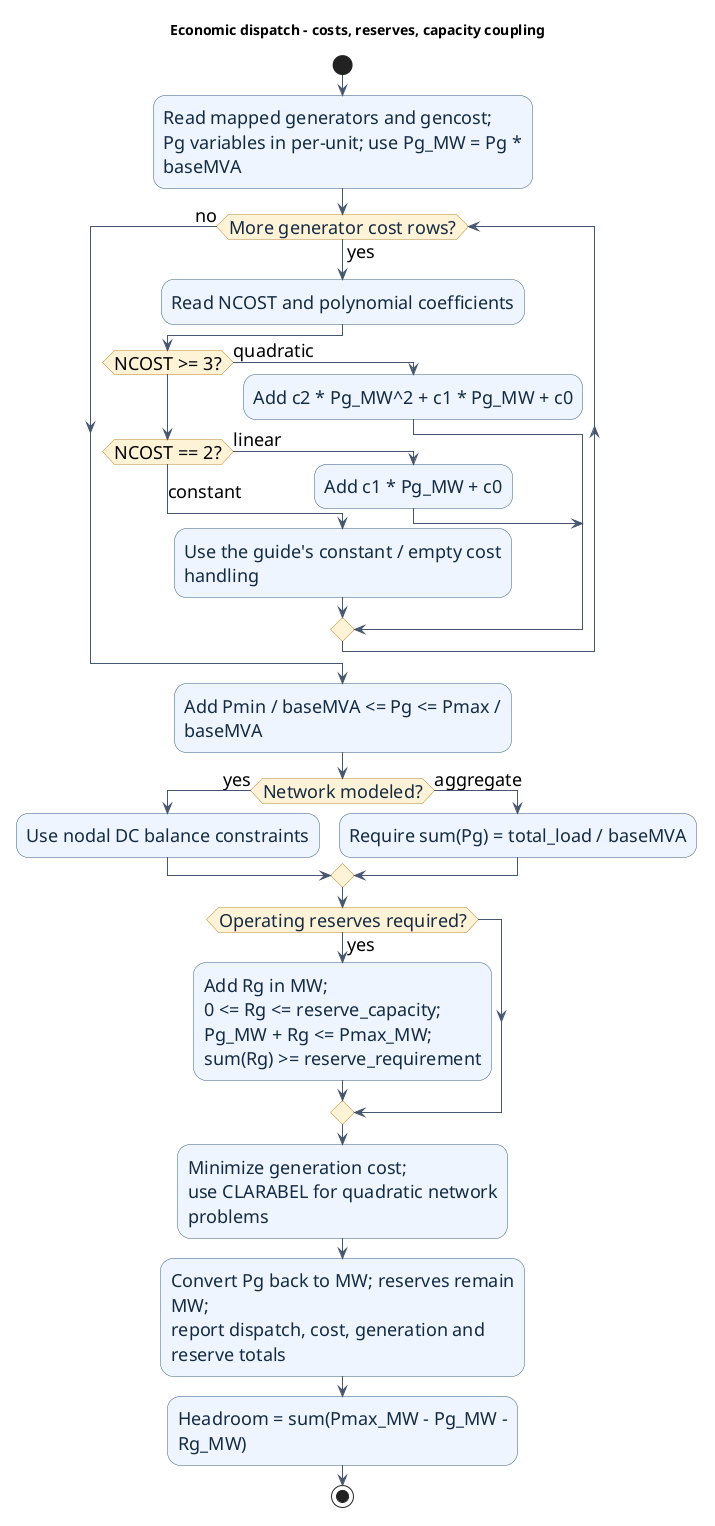 Economic dispatch - costs, reserves, capacity coupling
Read mapped generators and gencost;
Pg variables in per-unit; use Pg_MW = Pg *
baseMVA
no
More generator cost rows?
yes
Read NCOST and polynomial coefficients
NCOST >= 3?
quadratic
Add c2 * Pg_MW^2 + c1 * Pg_MW + c0
NCOST == 2?
linear
Add c1 * Pg_MW + c0
constant
Use the guide's constant / empty cost
handling
Add Pmin / baseMVA <= Pg <= Pmax /
baseMVA
yes
Network modeled?
aggregate
Use nodal DC balance constraints
Require sum(Pg) = total_load / baseMVA
Operating reserves required?
yes
Add Rg in MW;
0 <= Rg <= reserve_capacity;
Pg_MW + Rg <= Pmax_MW;
sum(Rg) >= reserve_requirement
Minimize generation cost;
use CLARABEL for quadratic network
problems
Convert Pg back to MW; reserves remain
MW;
report dispatch, cost, generation and
reserve totals
Headroom = sum(Pmax_MW - Pg_MW -
Rg_MW)